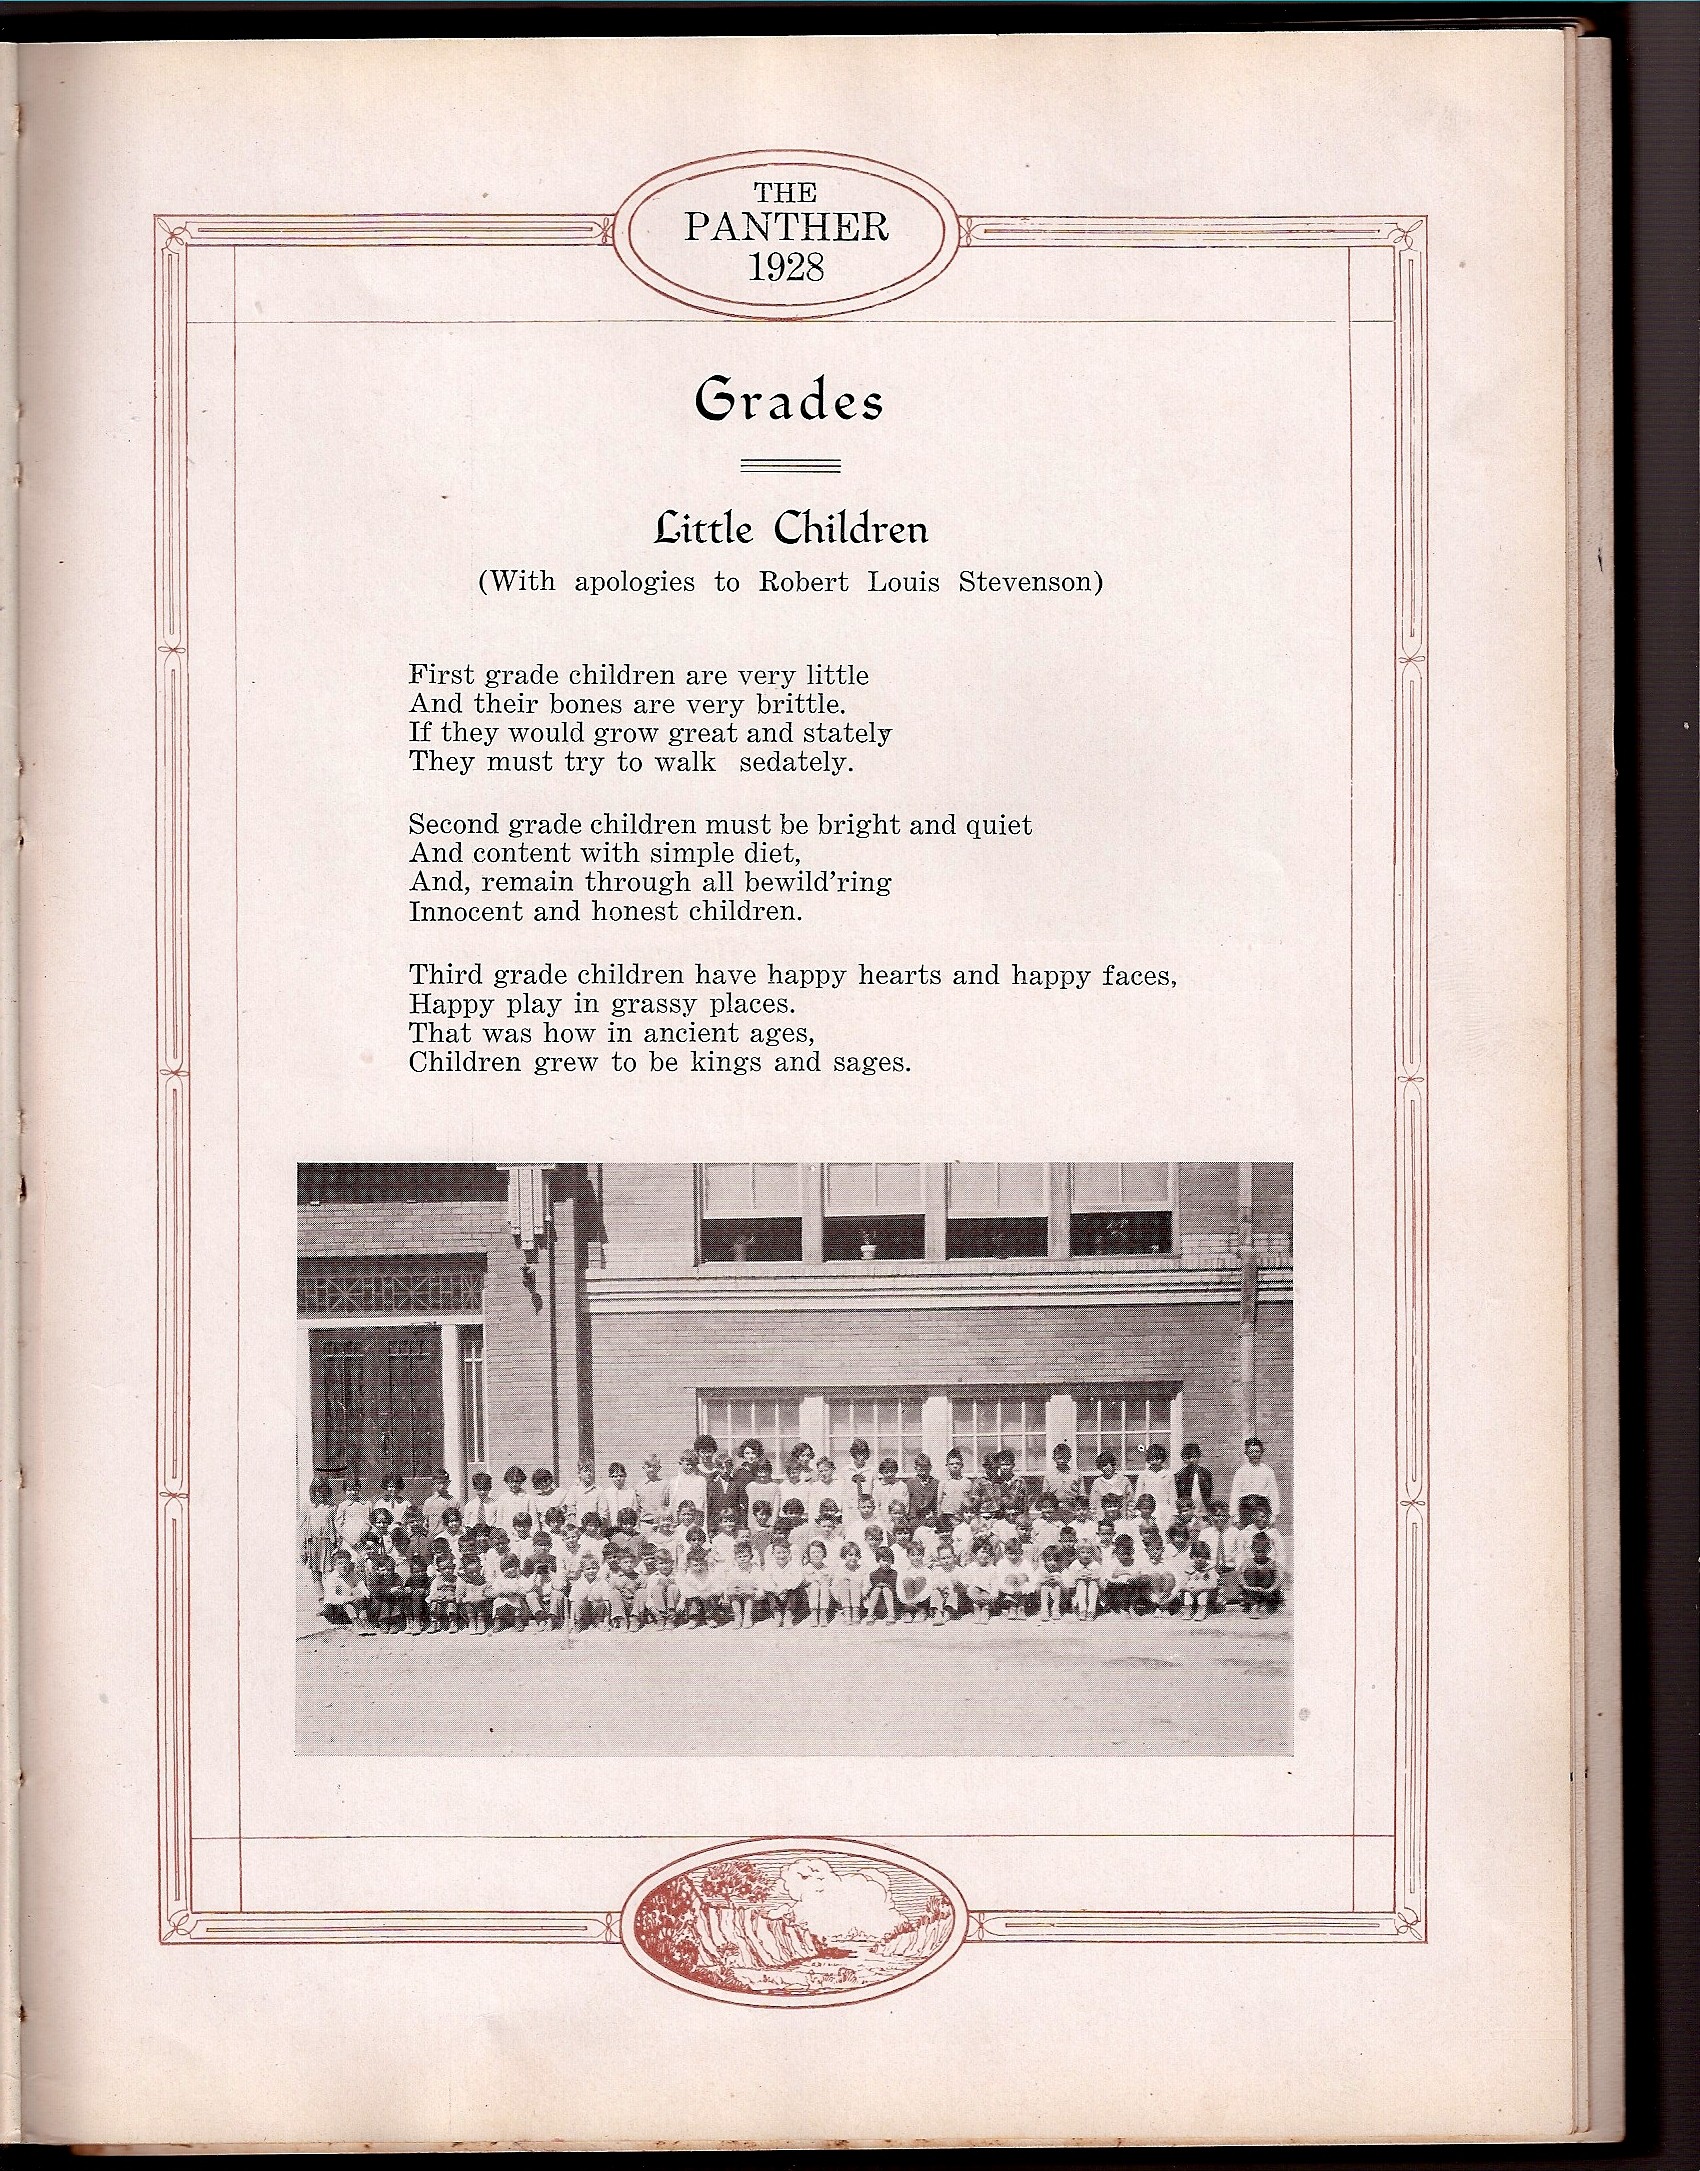 THE
PANTHER
1928
Grades
Little Children
(With apologies to Robert Louis Stevenson)
First grade children are very little
And their bones are very brittle.
If they would grow great and stately
They must try to walk sedately.
Second grade children must be bright and quiet
And content with simple diet,
And, remain through all bewild'ring
Innocent and honest children.
Third grade children have happy hearts and happy faces,
Happy play in grassy places.
That was how in ancient ages,
Children grew to be kings and sages.